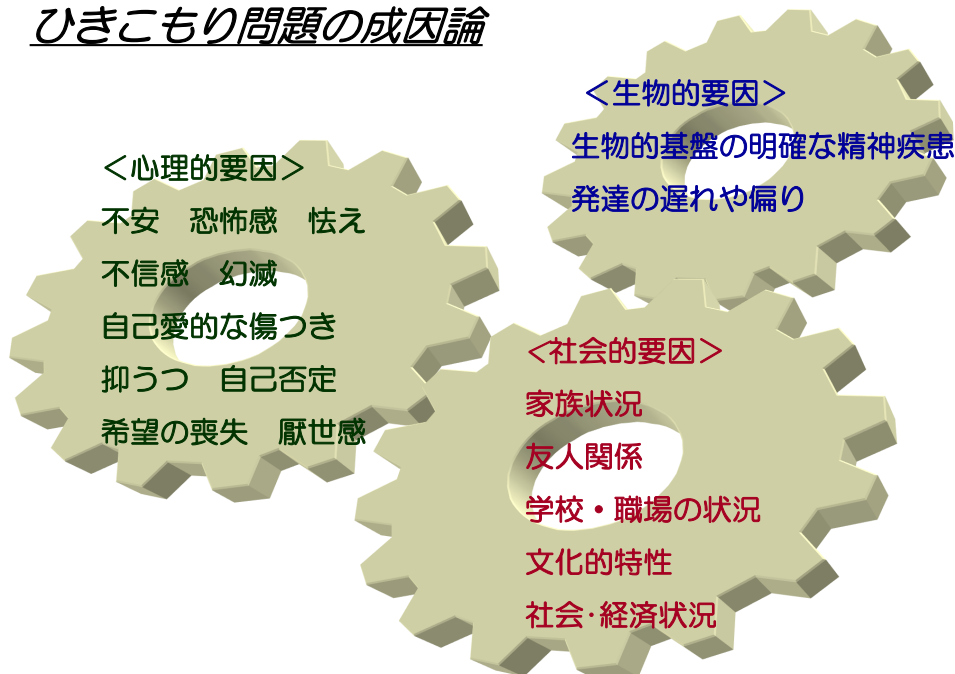 ひきこもり問題の成因論
＜生物的要因＞
生物的基盤の明確な精神疾患
発達の遅れや偏り
＜心理的要因＞
不安　恐怖感　怯え
不信感　幻滅
自己愛的な傷つき
抑うつ　自己否定
希望の喪失　厭世感
＜社会的要因＞
家族状況
友人関係
学校・職場の状況
文化的特性
社会･経済状況